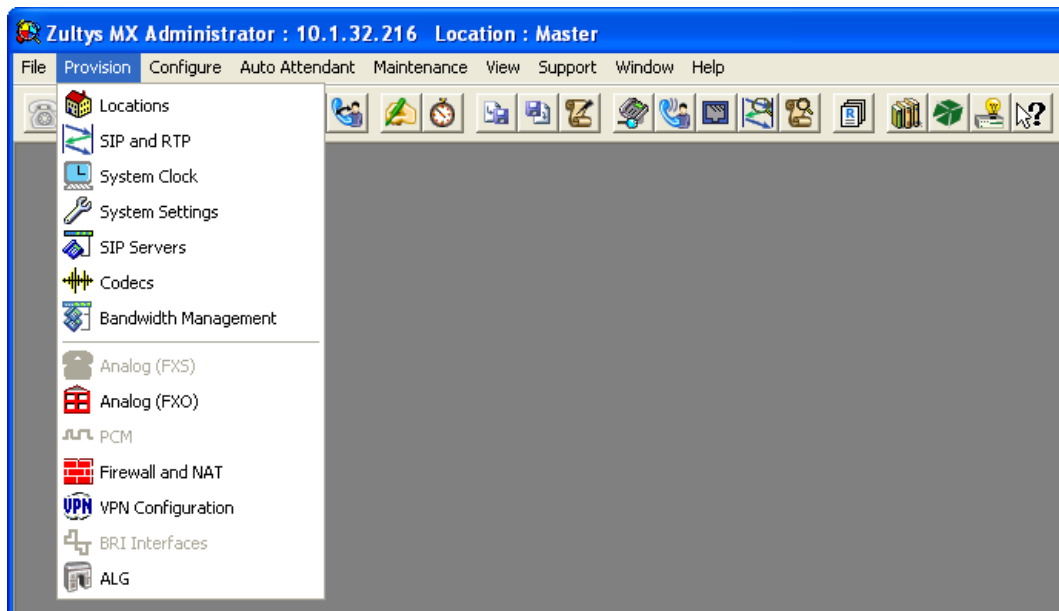 Zultys MX Administrator : 10.1.32.216 Location : Master
File Provision Configure Auto Attendant Maintenance View Support Window Help
Locations
SIP and RTP
System Clock
System Settings
SIP Servers
Codecs
Bandwidth Management
Analog (FXS)
Analog (FXO)
PCM
Firewall and NAT
VPN VPN Configuration
BRI Interfaces
ALG